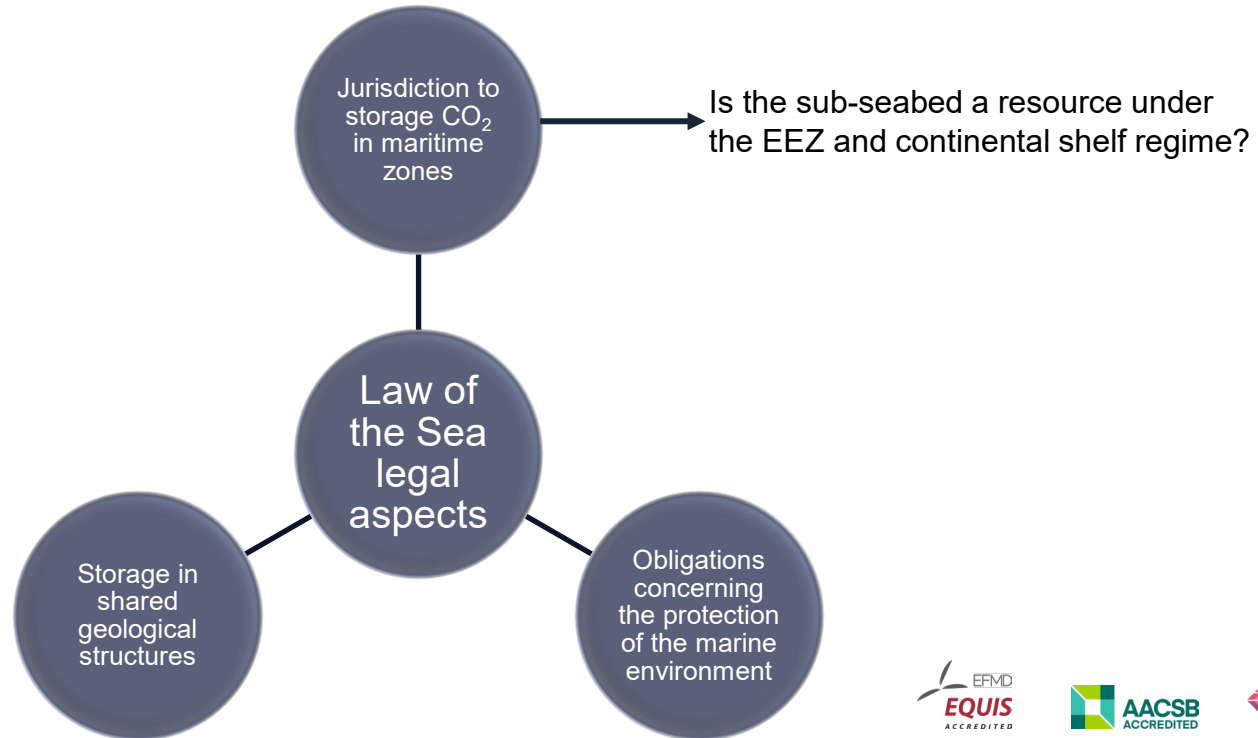 Jurisdiction to
storage CO₂
in maritime
zones
Is the sub-seabed a resource under
the EEZ and continental shelf regime?
Law of
the Sea
legal
aspects
Storage in
shared
geological
structures
Obligations
concerning
the protection
of the marine
environment
EFMD
EQUIS
ACCREDITED
AACSB
ACCREDITED